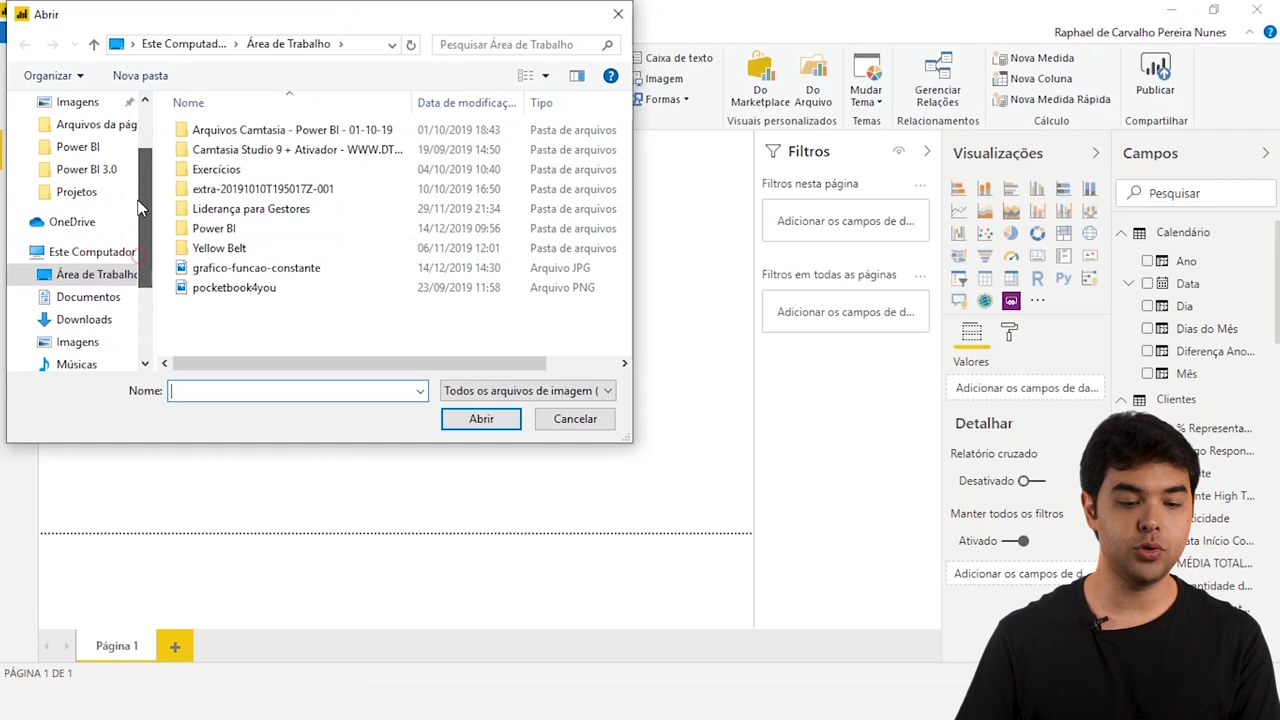 Abrir
Este Computad... Área de Trabalho
Pesquisar Área de Trabalho
Organizar
Nova pasta
Imagens
Arquivos da pág
Power BI
Power BI 3.0
Projetos
OneDrive
Este Computador
Área de Trabalho
Documentos
Downloads
Imagens
Músicas
Nome
Data de modificaç...
Tipo
Arquivos Camtasia - Power BI - 01-10-19 01/10/2019 18:43 Pasta de arquivos
Camtasia Studio 9 + Ativador - WWW.DT... 19/09/2019 14:50 Pasta de arquivos
Exercícios 04/10/2019 10:40 Pasta de arquivos
extra-20191010T195017Z-001 10/10/2019 16:50 Pasta de arquivos
Liderança para Gestores 29/11/2019 21:34 Pasta de arquivos
Power BI 14/12/2019 09:56 Pasta de arquivos
Yellow Belt 06/11/2019 12:01 Pasta de arquivos
grafico-funcao-constante 14/12/2019 14:30 Arquivo JPG
pocketbook4you 23/09/2019 11:58 Arquivo PNG
Nome:
Todos os arquivos de imagem (
Abrir
Cancelar
Raphael de Carvalho Pereira Nunes
Caixa de texto
Imagem
Formas
Do
Marketplace
Do
Arquivo
Visuais personalizados
Mudar
Tema
Temas
Gerenciar
Relações
Relacionamentos
Nova Medida
Nova Coluna
Nova Medida Rápida
Cálculo
Publicar
Compartilhar
Filtros
Filtros nesta página ...
Adicionar os campos de d...
Filtros em todas as páginas ...
Adicionar os campos de d...
Visualizações
R
Py
...
Valores
Adicionar os campos de da...
Detalhar
Relatório cruzado
Desativado
Manter todos os filtros
Ativado
Adicionar os campos de d
Campos
Pesquisar
Calendário
Ano
Data
Dia
Dias do Mês
Diferença Ano...
Mês
Clientes
% Representa...
go Respon...
nte High T...
ticidade
ata Início Co...
MÉDIA TOTAL...
antidade d...
Página 1
PÁGINA 1 DE 1